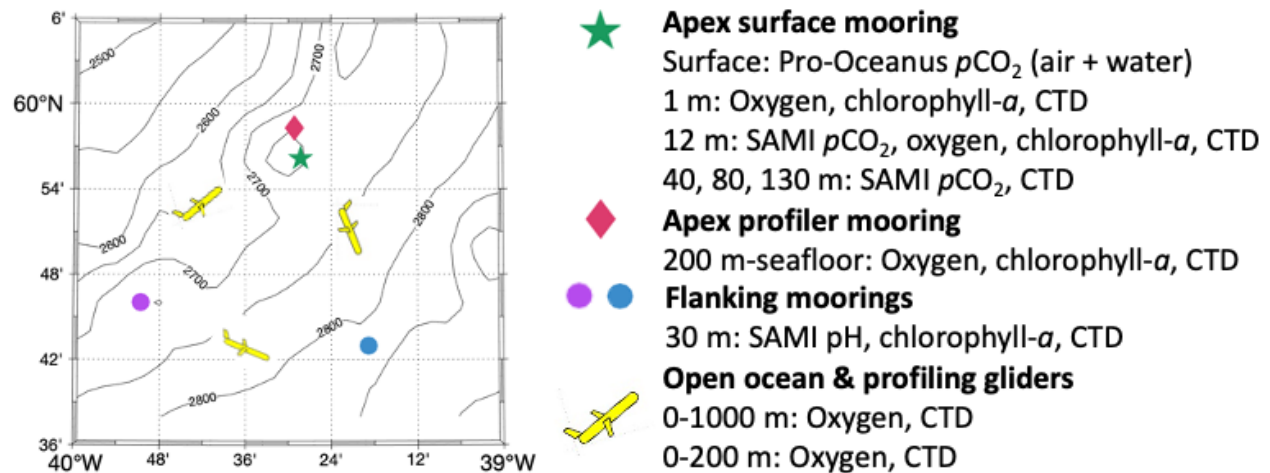 6'
60°N
54'
48'
42'
36'
40°W
48'
36'
24'
12'
39°W
2500
2600
2700
2700
2800
2600
2700
2800
2800
Apex surface mooring
Surface: Pro-Oceanus pCO₂ (air + water)
1 m: Oxygen, chlorophyll-a, CTD
12 m: SAMI pCO₂, oxygen, chlorophyll-a, CTD
40, 80, 130 m: SAMI pCO₂, CTD
Apex profiler mooring
200 m-seafloor: Oxygen, chlorophyll-a, CTD
Flanking moorings
30 m: SAMI pH, chlorophyll-a, CTD
Open ocean & profiling gliders
0-1000 m: Oxygen, CTD
0-200 m: Oxygen, CTD